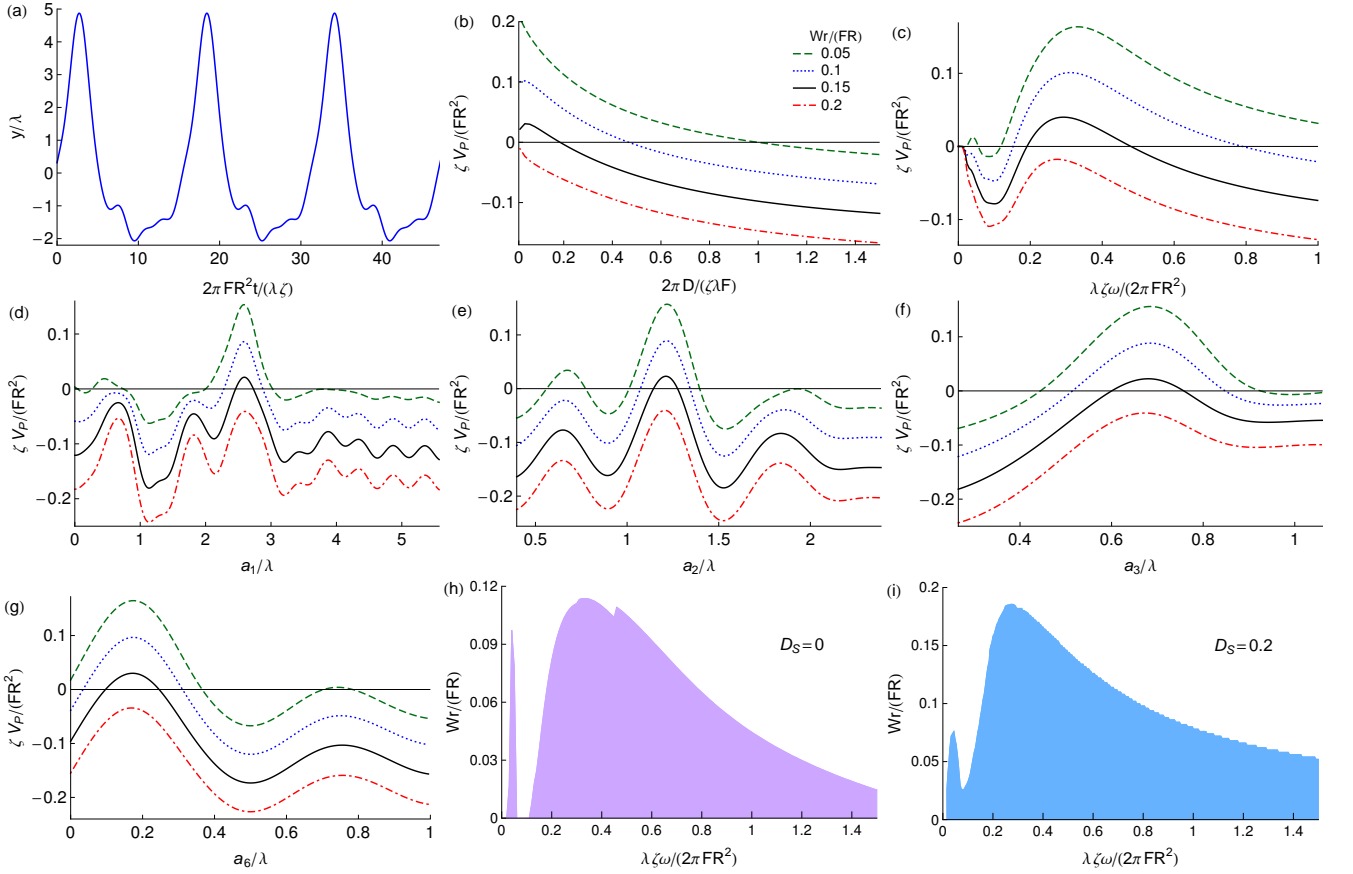 (a)
y/λ
5
4
3
2
1
0
−1
−2
0 10 20 30 40
2π FR²t/(λ ζ)
(b)
ζ V_P/(FR²)
0.2
0.1
0
−0.1
0 0.2 0.4 0.6 0.8 1.0 1.2 1.4
2π D/(ζλF)
Wr/(FR)
0.05
0.1
0.15
0.2
(c)
ζ V_P/(FR²)
0.1
0
−0.1
0 0.2 0.4 0.6 0.8 1
λ ζω/(2π FR²)
(d)
ζ V_P/(FR²)
0.1
0
−0.1
−0.2
0 1 2 3 4 5
a₁/λ
(e)
ζ V_P/(FR²)
0.1
0
−0.1
−0.2
0.5 1 1.5 2
a₂/λ
(f)
ζ V_P/(FR²)
0.1
0
−0.1
−0.2
0.4 0.6 0.8 1
a₃/λ
(g)
ζ V_P/(FR²)
0.1
0
−0.1
−0.2
0 0.2 0.4 0.6 0.8 1
a₆/λ
(h)
Wr/(FR)
0.12
0.09
0.06
0.03
0
D_S=0
0 0.2 0.4 0.6 0.8 1 1.2 1.4
λ ζω/(2π FR²)
(i)
Wr/(FR)
0.2
0.15
0.1
0.05
0
D_S=0.2
0 0.2 0.4 0.6 0.8 1 1.2 1.4
λ ζω/(2π FR²)